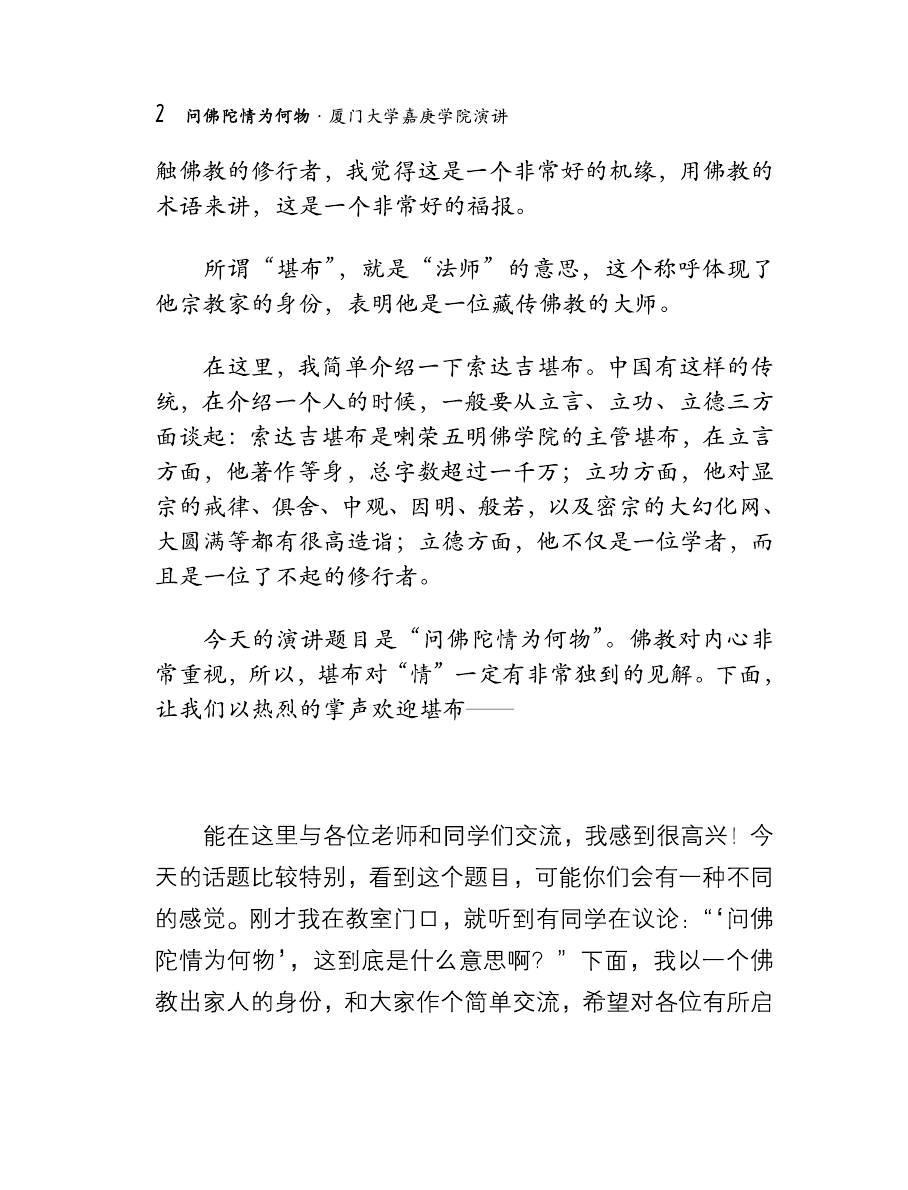 2 问佛陀情为何物·厦门大学嘉庚学院演讲
触佛教的修行者，我觉得这是一个非常好的机缘，用佛教的
术语来讲，这是一个非常好的福报。
所谓“堪布”，就是“法师”的意思，这个称呼体现了
他宗教家的身份，表明他是一位藏传佛教的大师。
在这里，我简单介绍一下索达吉堪布。中国有这样的传
统，在介绍一个人的时候，一般要从立言、立功、立德三方
面谈起：索达吉堪布是喇荣五明佛学院的主管堪布，在立言
方面，他著作等身，总字数超过一千万；立功方面，他对显
宗的戒律、俱舍、中观、因明、般若，以及密宗的大幻化网、
大圆满等都有很高造诣；立德方面，他不仅是一位学者，而
且是一位了不起的修行者。
今天的演讲题目是“问佛陀情为何物”。佛教对内心非
常重视，所以，堪布对“情”一定有非常独到的见解。下面，
让我们以热烈的掌声欢迎堪布——
能在这里与各位老师和同学们交流，我感到很高兴！今
天的话题比较特别，看到这个题目，可能你们会有一种不同
的感觉。刚才我在教室门口，就听到有同学在议论：“‘问佛
陀情为何物’，这到底是什么意思啊？”下面，我以一个佛
教出家人的身份，和大家作个简单交流，希望对各位有所启